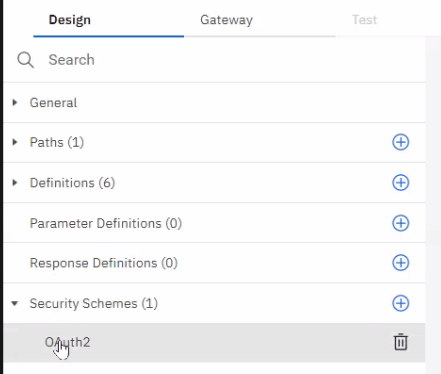 Design Gateway Test
Search
General
Paths (1)
Definitions (6)
Parameter Definitions (0)
Response Definitions (0)
Security Schemes (1)
OAuth2